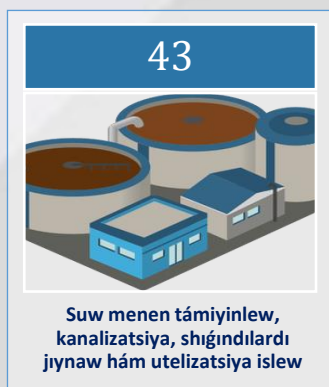 43
Suw menen támiyinlew,
kanalizatsiya, shıǵındılardı
jıynaw hám utelizatsiya islew